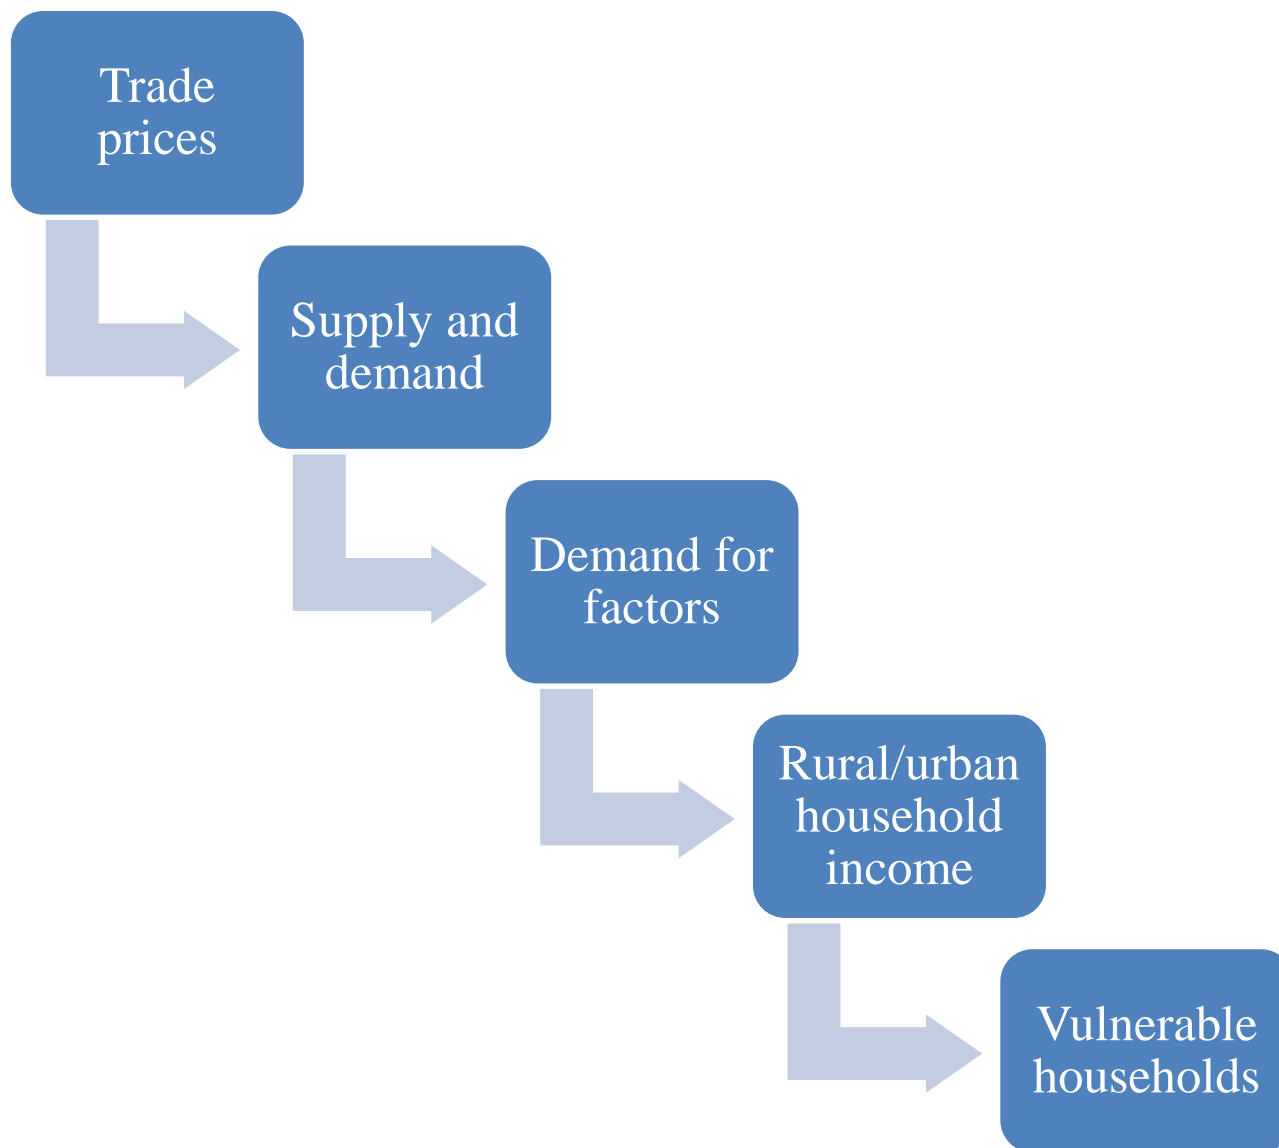 Trade
prices
Supply and
demand
Demand for
factors
Rural/urban
household
income
Vulnerable
households